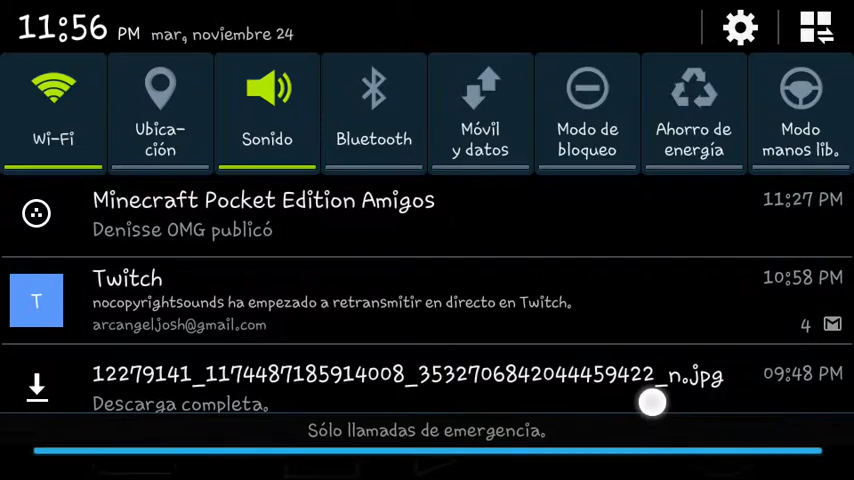 11:56 PM mar, noviembre 24
Wi-Fi
Ubica-
ción
Sonido
Bluetooth
Móvil
y datos
Modo de
bloqueo
Ahorro de
energía
Modo
manos lib.
Minecraft Pocket Edition Amigos 11:27 PM
Denisse OMG publicó
T
Twitch 10:58 PM
nocopyrightsounds ha empezado a retransmitir en directo en Twitch.
arcangeljosh@gmail.com 4
12279141_1174487185914008_3532706842044459422_n.jpg 09:48 PM
Descarga completa.
Sólo llamadas de emergencia.